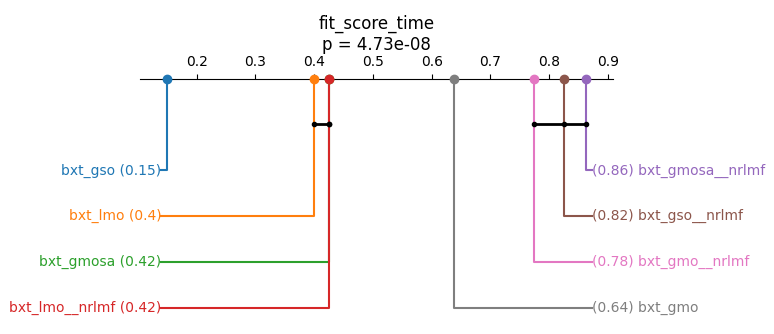 fit_score_time
p = 4.73e-08
0.2 0.3 0.4 0.5 0.6 0.7 0.8 0.9
bxt_gso (0.15)
(0.86) bxt_gmosa__nrlmf
bxt_lmo (0.4)
(0.82) bxt_gso__nrlmf
bxt_gmosa (0.42)
(0.78) bxt_gmo__nrlmf
bxt_lmo__nrlmf (0.42)
(0.64) bxt_gmo